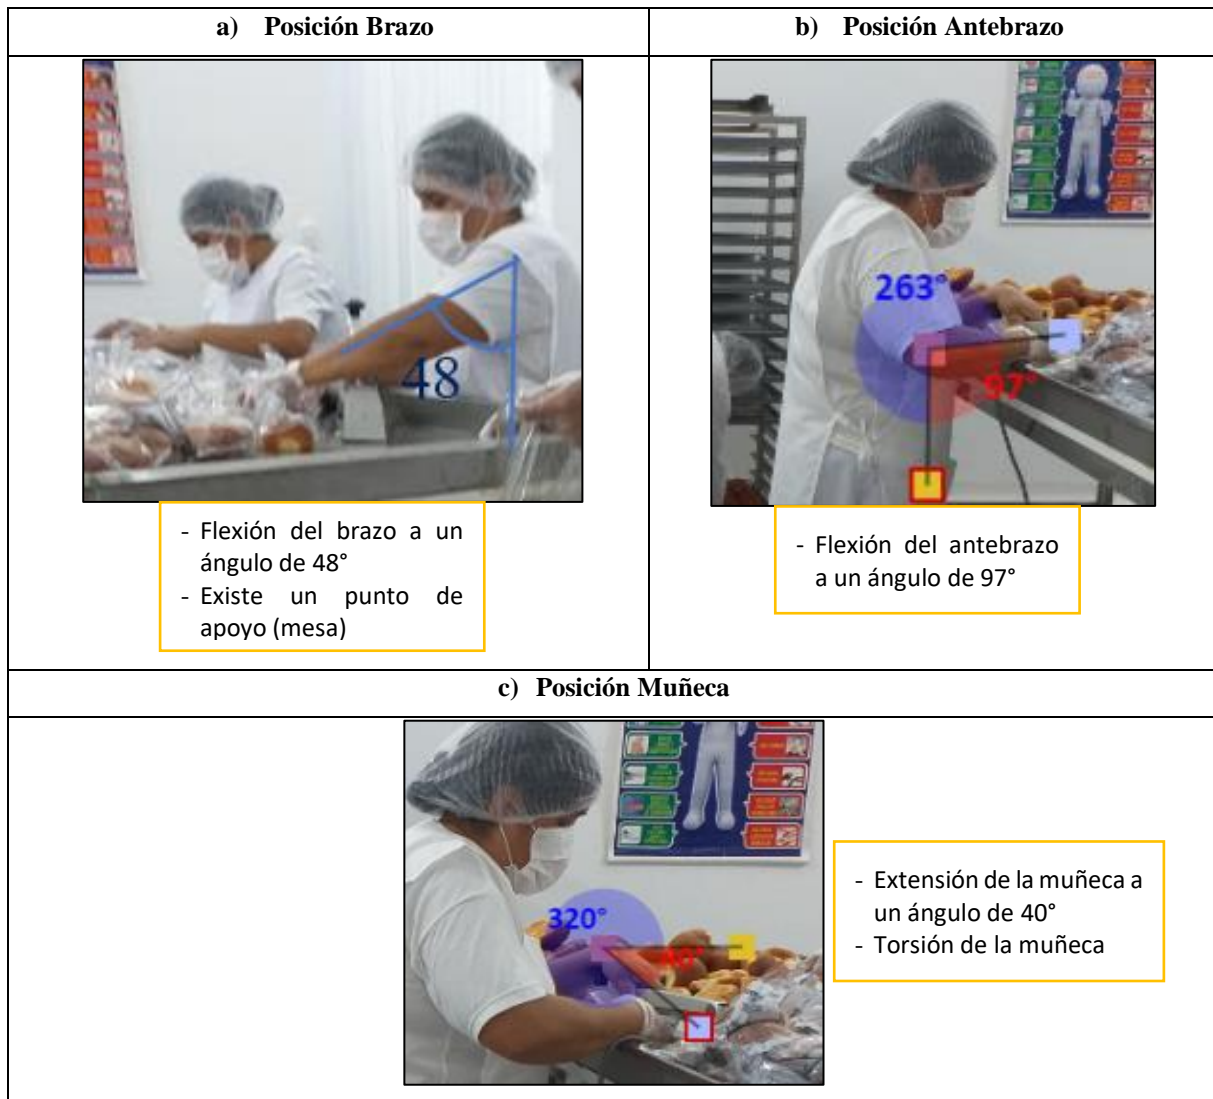 a) Posición Brazo
b) Posición Antebrazo
48
263°
97°
- Flexión del brazo a un
ángulo de 48°
- Existe un punto de
apoyo (mesa)
- Flexión del antebrazo
a un ángulo de 97°
c) Posición Muñeca
320°
40°
- Extensión de la muñeca a
un ángulo de 40°
- Torsión de la muñeca